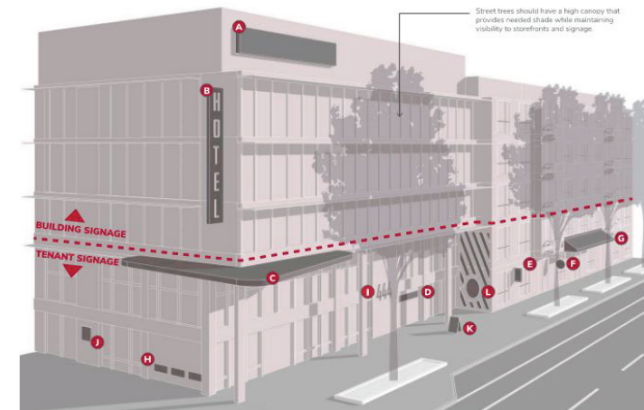 Street trees should have a high canopy that
provides needed shade while maintaining
visibility to storefronts and signage.
A
B
HOTEL
BUILDING SIGNAGE
TENANT SIGNAGE
C
G
E
F
I
D
L
K
J
H